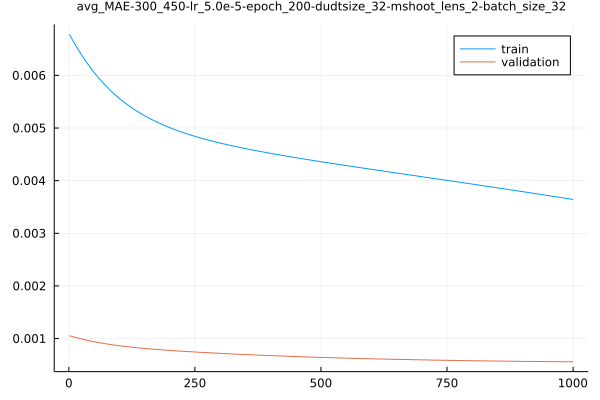 avg_MAE-300_450-lr_5.0e-5-epoch_200-dudtsize_32-mshoot_lens_2-batch_size_32
train
validation
0.006
0.005
0.004
0.003
0.002
0.001
0 250 500 750 1000